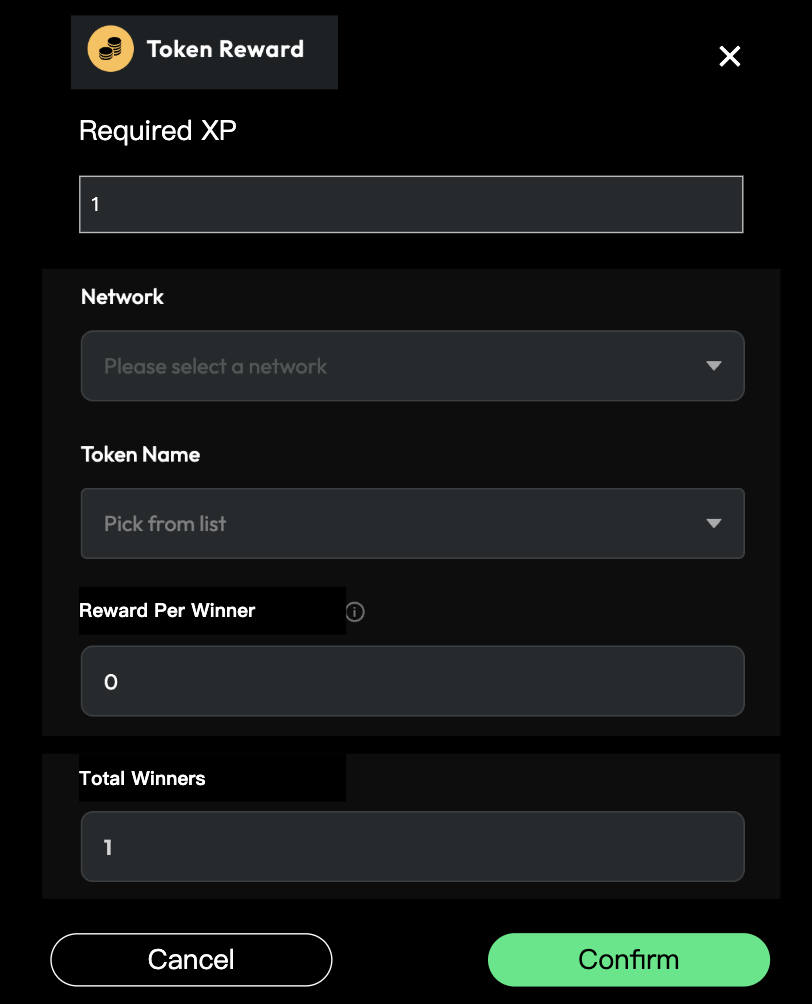 Token Reward
Required XP
1
Network
Please select a network
Token Name
Pick from list
Reward Per Winner
0
Total Winners
1
Cancel
Confirm